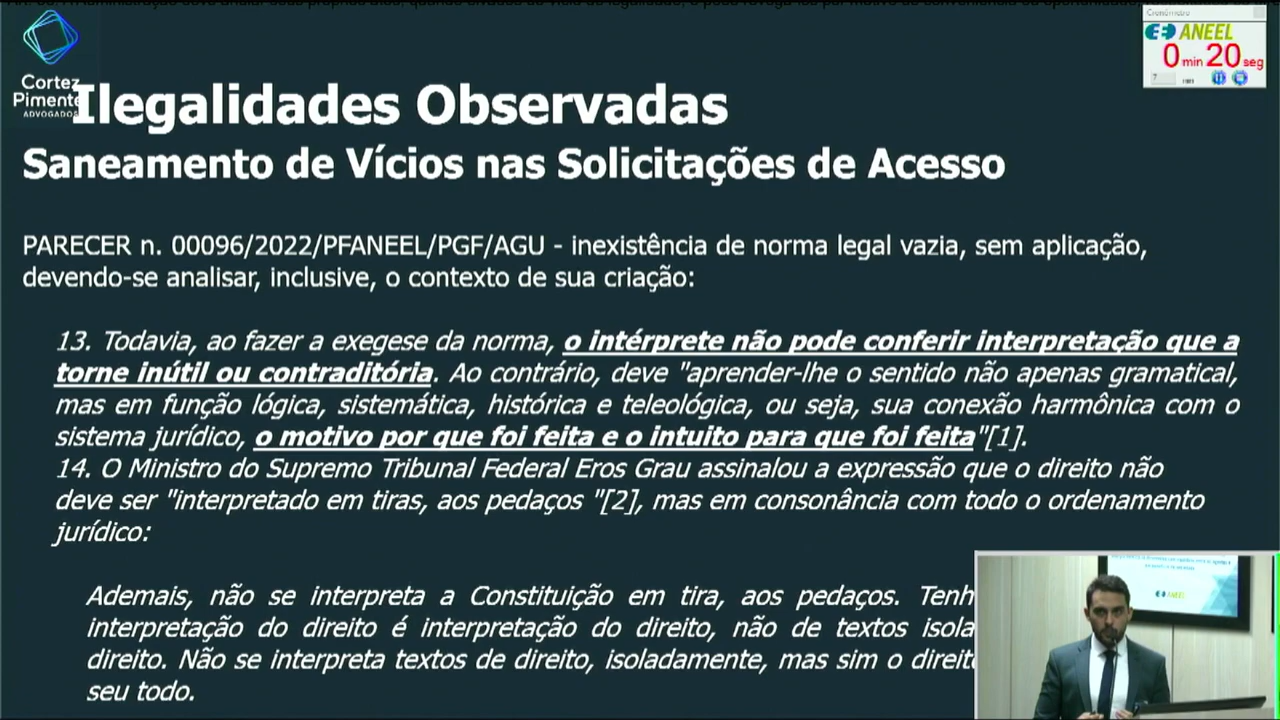 Cronômetro
ANEEL
0 min 20 seg
Cortez
Pimente
ADVOGADOS
Ilegalidades Observadas
Saneamento de Vícios nas Solicitações de Acesso
PARECER n. 00096/2022/PFANEEL/PGF/AGU - inexistência de norma legal vazia, sem aplicação,
devendo-se analisar, inclusive, o contexto de sua criação:
13. Todavia, ao fazer a exegese da norma, o intérprete não pode conferir interpretação que a
torne inútil ou contraditória. Ao contrário, deve "aprender-lhe o sentido não apenas gramatical,
mas em função lógica, sistemática, histórica e teleológica, ou seja, sua conexão harmônica com o
sistema jurídico, o motivo por que foi feita e o intuito para que foi feita"[1].
14. O Ministro do Supremo Tribunal Federal Eros Grau assinalou a expressão que o direito não
deve ser "interpretado em tiras, aos pedaços "[2], mas em consonância com todo o ordenamento
jurídico:
Ademais, não se interpreta a Constituição em tira, aos pedaços. Tenh
interpretação do direito é interpretação do direito, não de textos isola
direito. Não se interpreta textos de direito, isoladamente, mas sim o direito
seu todo.
ANEEL